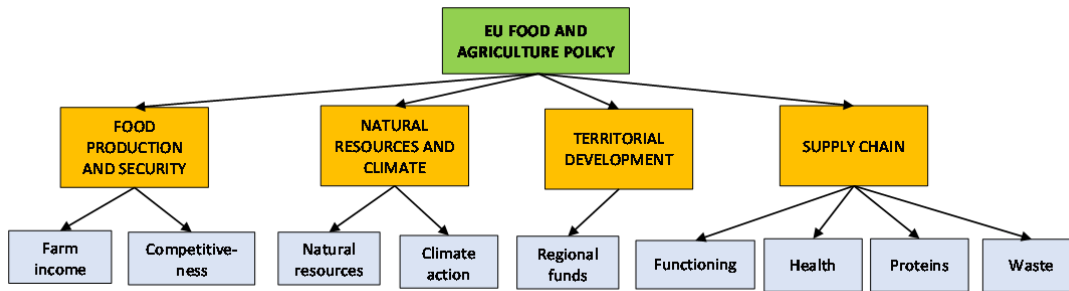 EU FOOD AND
AGRICULTURE POLICY
FOOD
PRODUCTION
AND SECURITY
NATURAL
RESOURCES AND
CLIMATE
TERRITORIAL
DEVELOPMENT
SUPPLY CHAIN
Farm
income
Competitive-
ness
Natural
resources
Climate
action
Regional
funds
Functioning
Health
Proteins
Waste